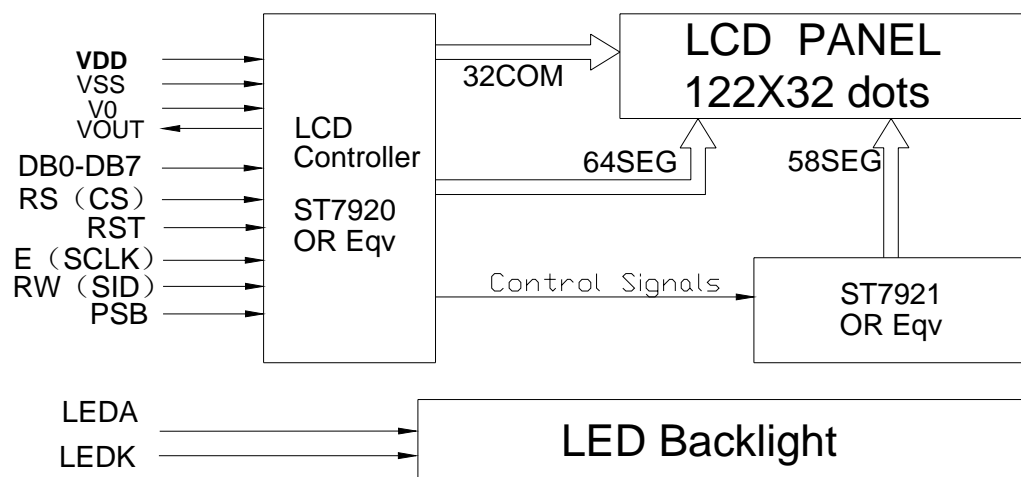 VDD
VSS
V0
VOUT
DB0-DB7
RS（CS）
RST
E（SCLK）
RW（SID）
PSB
LCD
Controller
ST7920
OR Eqv
32COM
64SEG
58SEG
Control Signals
LCD PANEL
122X32 dots
ST7921
OR Eqv
LEDA
LEDK
LED Backlight